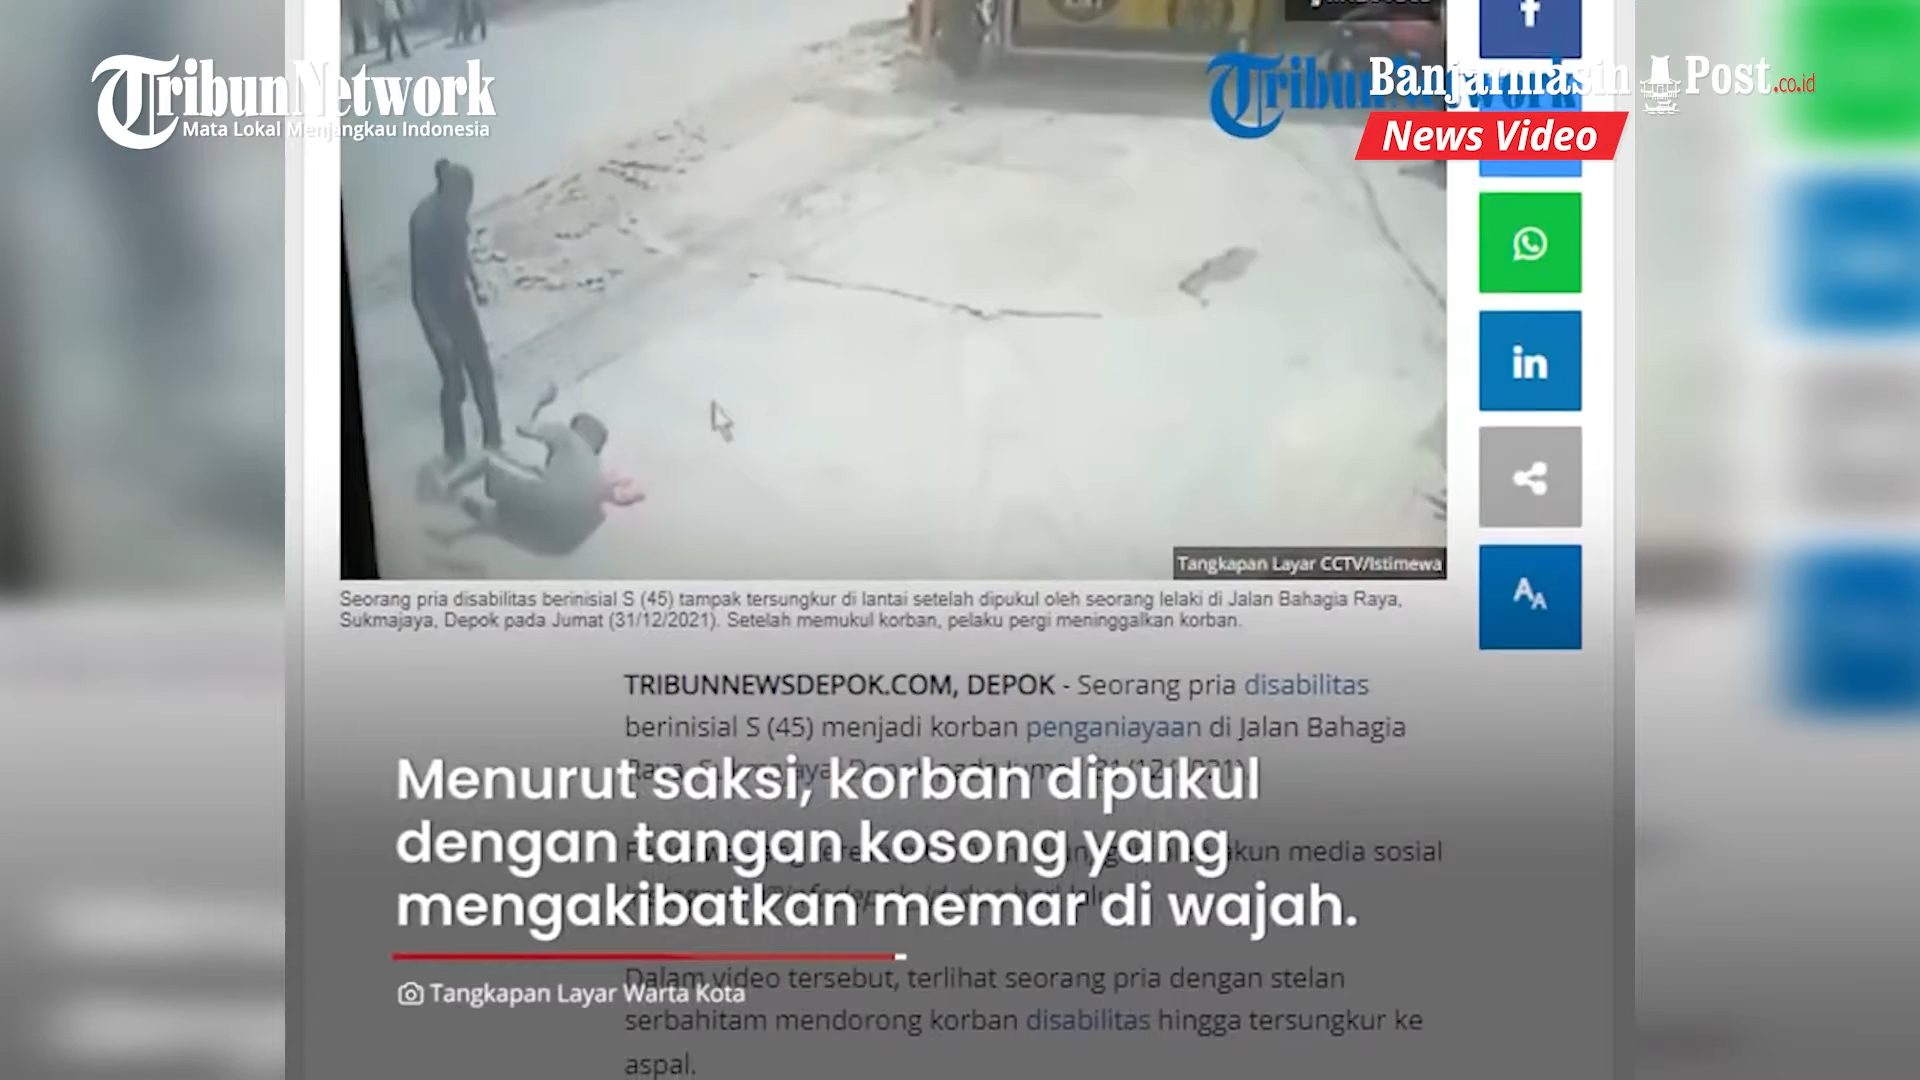 TribunNetwork
Mata Lokal Menjangkau Indonesia
Banjarmasin Post.co.id
News Video
in
Tangkapan Layar CCTV/Istimewa
Seorang pria disabilitas berinisial S (45) tampak tersungkur di lantai setelah dipukul oleh seorang lelaki di Jalan Bahagia Raya,
Sukmajaya, Depok pada Jumat (31/12/2021). Setelah memukul korban, pelaku pergi meninggalkan korban.
TRIBUNNEWSDEPOK.COM, DEPOK - Seorang pria disabilitas
berinisial S (45) menjadi korban penganiayaan di Jalan Bahagia
Menurut saksi, korban dipukul
dengan tangan kosong yang
akun media sosial
mengakibatkan memar di wajah.
Dalam video tersebut, terlihat seorang pria dengan stelan
Tangkapan Layar Warta Kota
serbahitam mendorong korban disabilitas hingga tersungkur ke
aspal.